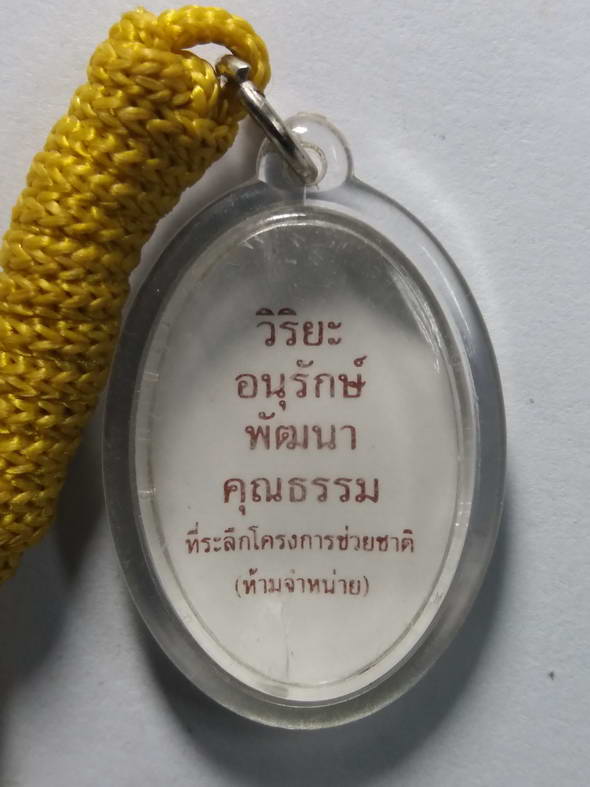 วิริยะ
อนุรักษ์
พัฒนา
คุณธรรม
ที่ระลึกโครงการช่วยชาติ
(ห้ามจำหน่าย)